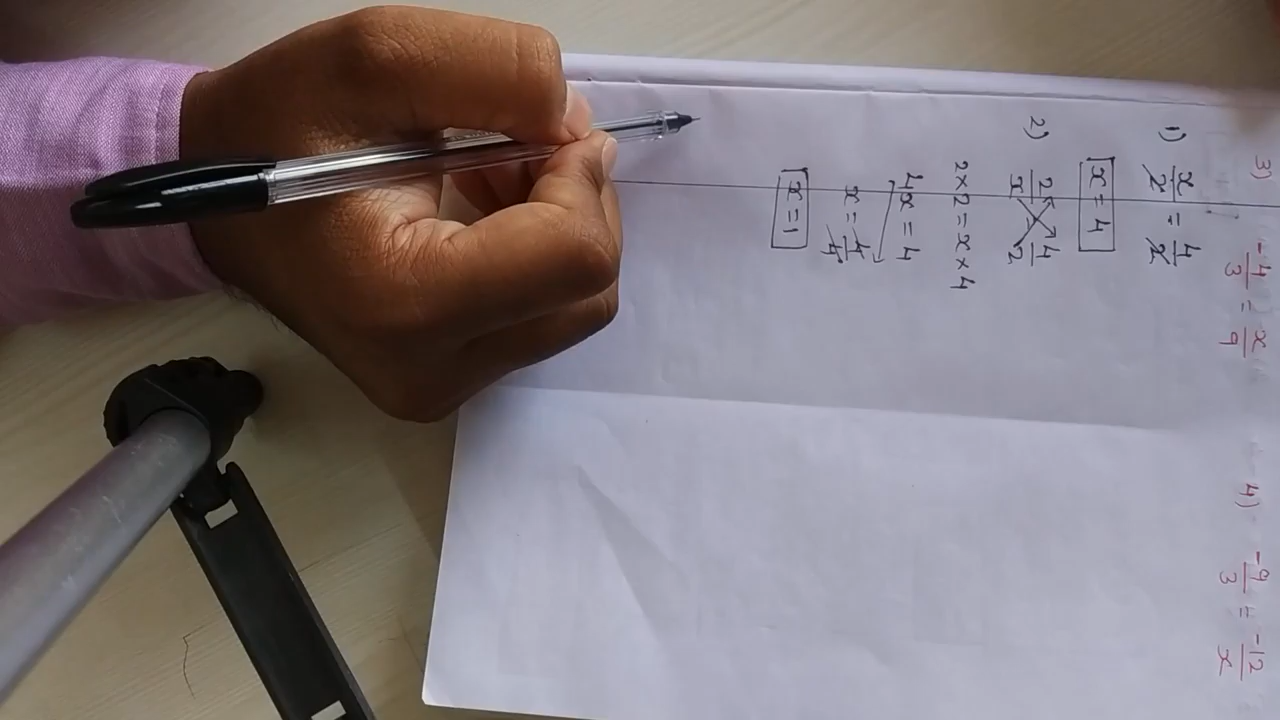 3) -4/3 = x/9 4) -9/3 = -12/x
1) x/2 = 4/2
x = 4
2) 2/x = 4/2
2 × 2 = x × 4
4x = 4
x = 4/4
x = 1